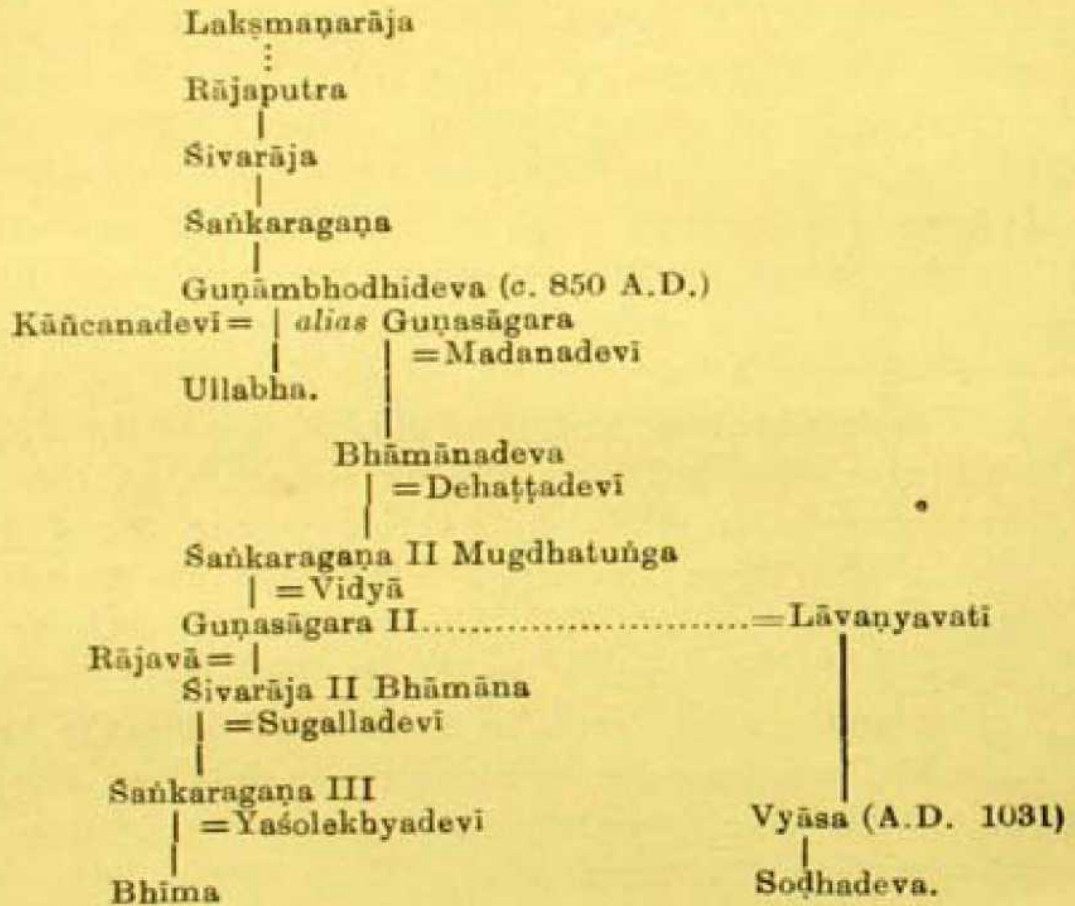 Lakṣmaṇarāja
Rājaputra
Śivarāja
Śaṅkaragaṇa
Guṇāmbhodhideva (c. 850 A.D.)
Kāñcanadevī= alias Guṇasāgara
=Madanadevī
Ullabha.
Bhāmānadeva
=Dehaṭṭadevī
Śaṅkaragaṇa II Mugdhatuṅga
=Vidyā
Guṇasāgara II..............................=Lāvaṇyavatī
Rājavā=
Śivarāja II Bhāmāna
=Sugalladevī
Śaṅkaragaṇa III
=Yaśolekhyadevī Vyāsa (A.D. 1031)
Bhīma Soḍhadeva.